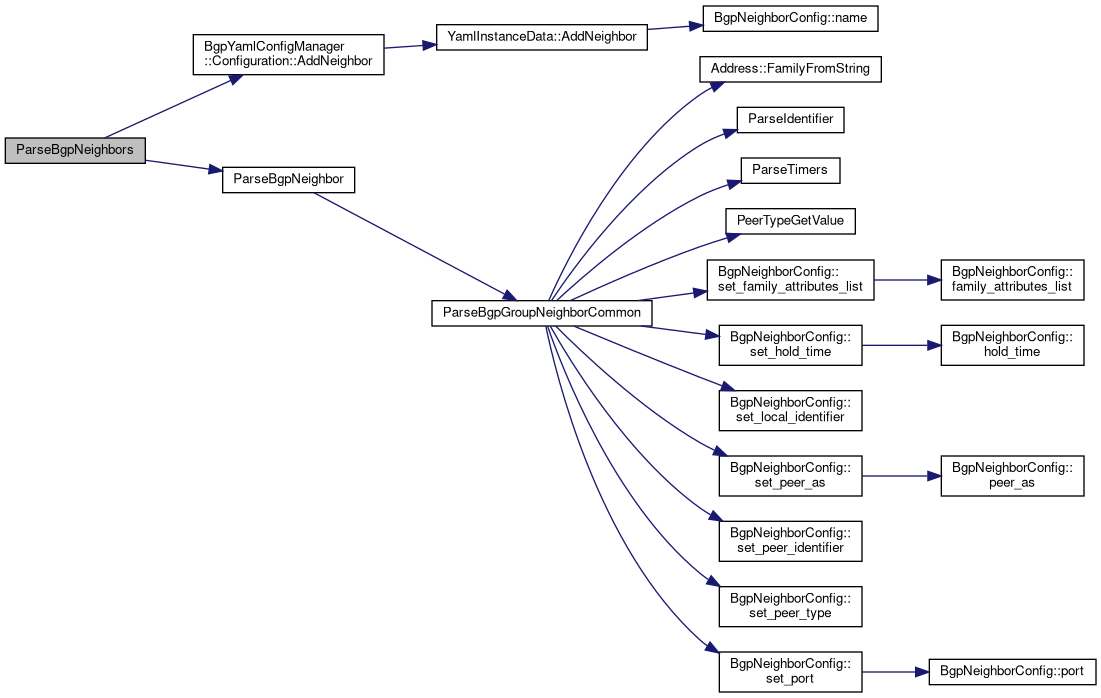 ParseBgpNeighbors
BgpYamlConfigManager
::Configuration::AddNeighbor
YamlInstanceData::AddNeighbor
BgpNeighborConfig::name
ParseBgpNeighbor
ParseBgpGroupNeighborCommon
Address::FamilyFromString
ParseIdentifier
ParseTimers
PeerTypeGetValue
BgpNeighborConfig::
set_family_attributes_list
BgpNeighborConfig::
family_attributes_list
BgpNeighborConfig::
set_hold_time
BgpNeighborConfig::
hold_time
BgpNeighborConfig::
set_local_identifier
BgpNeighborConfig::
set_peer_as
BgpNeighborConfig::
peer_as
BgpNeighborConfig::
set_peer_identifier
BgpNeighborConfig::
set_peer_type
BgpNeighborConfig::
set_port
BgpNeighborConfig::port